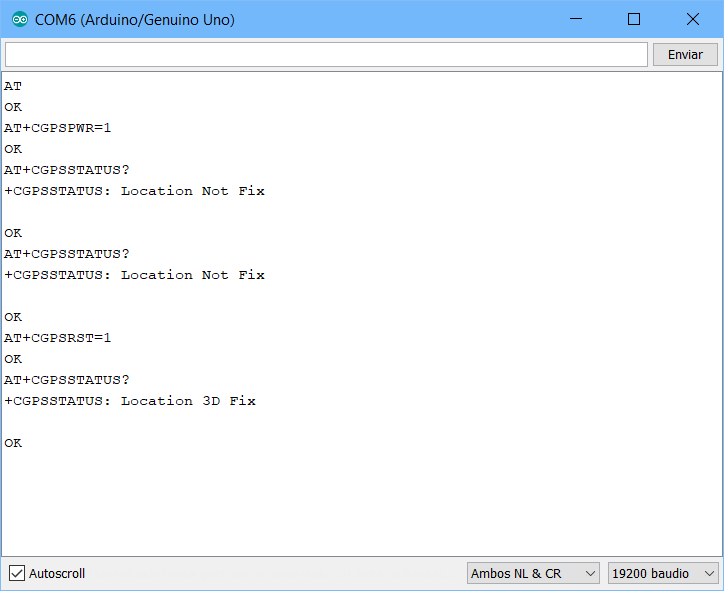 COM6 (Arduino/Genuino Uno)
Enviar
AT
OK
AT+CGPSPWR=1
OK
AT+CGPSSTATUS?
+CGPSSTATUS: Location Not Fix
OK
AT+CGPSSTATUS?
+CGPSSTATUS: Location Not Fix
OK
AT+CGPSRST=1
OK
AT+CGPSSTATUS?
+CGPSSTATUS: Location 3D Fix
OK
Autoscroll
Ambos NL & CR
19200 baudio